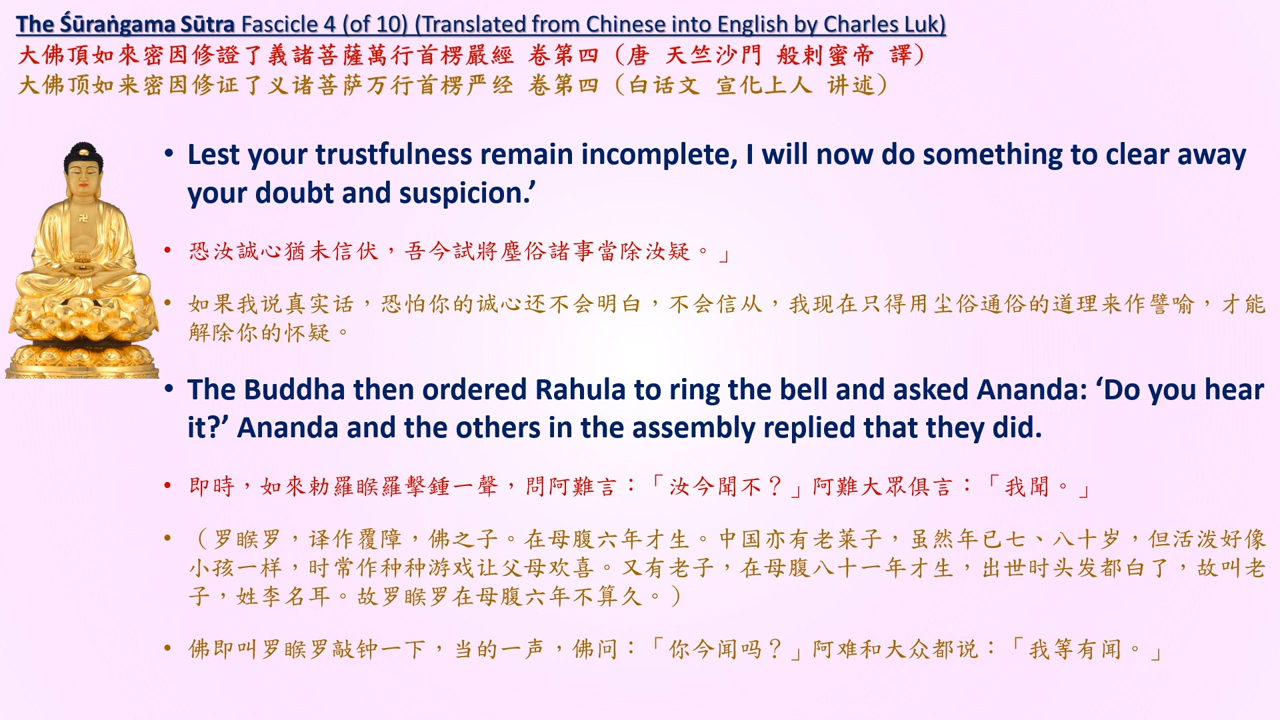 The Śūraṅgama Sūtra Fascicle 4 (of 10) (Translated from Chinese into English by Charles Luk)
大佛頂如來密因修證了義諸菩薩萬行首楞嚴經 卷第四（唐 天竺沙門 般剌蜜帝 譯）
大佛顶如来密因修证了义诸菩萨万行首楞严经 卷第四（白话文 宣化上人 讲述）
• Lest your trustfulness remain incomplete, I will now do something to clear away
your doubt and suspicion.’
• 恐汝誠心猶未信伏，吾今試將塵俗諸事當除汝疑。」
• 如果我说真实话，恐怕你的诚心还不会明白，不会信从，我现在只得用尘俗通俗的道理来作譬喻，才能
解除你的怀疑。
• The Buddha then ordered Rahula to ring the bell and asked Ananda: ‘Do you hear
it?’ Ananda and the others in the assembly replied that they did.
• 即時，如來勅羅睺羅擊鍾一聲，問阿難言：「汝今聞不？」阿難大眾俱言：「我聞。」
• （罗睺罗，译作覆障，佛之子。在母腹六年才生。中国亦有老莱子，虽然年已七、八十岁，但活泼好像
小孩一样，时常作种种游戏让父母欢喜。又有老子，在母腹八十一年才生，出世时头发都白了，故叫老
子，姓李名耳。故罗睺罗在母腹六年不算久。）
• 佛即叫罗睺罗敲钟一下，当的一声，佛问：「你今闻吗？」阿难和大众都说：「我等有闻。」